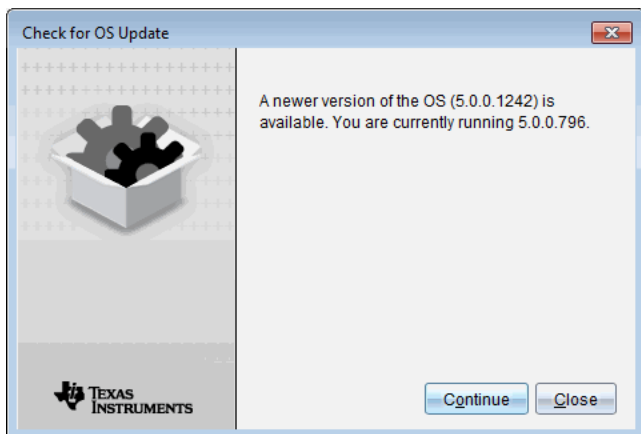 Check for OS Update
A newer version of the OS (5.0.0.1242) is
available. You are currently running 5.0.0.796.
TEXAS
INSTRUMENTS
Continue
Close